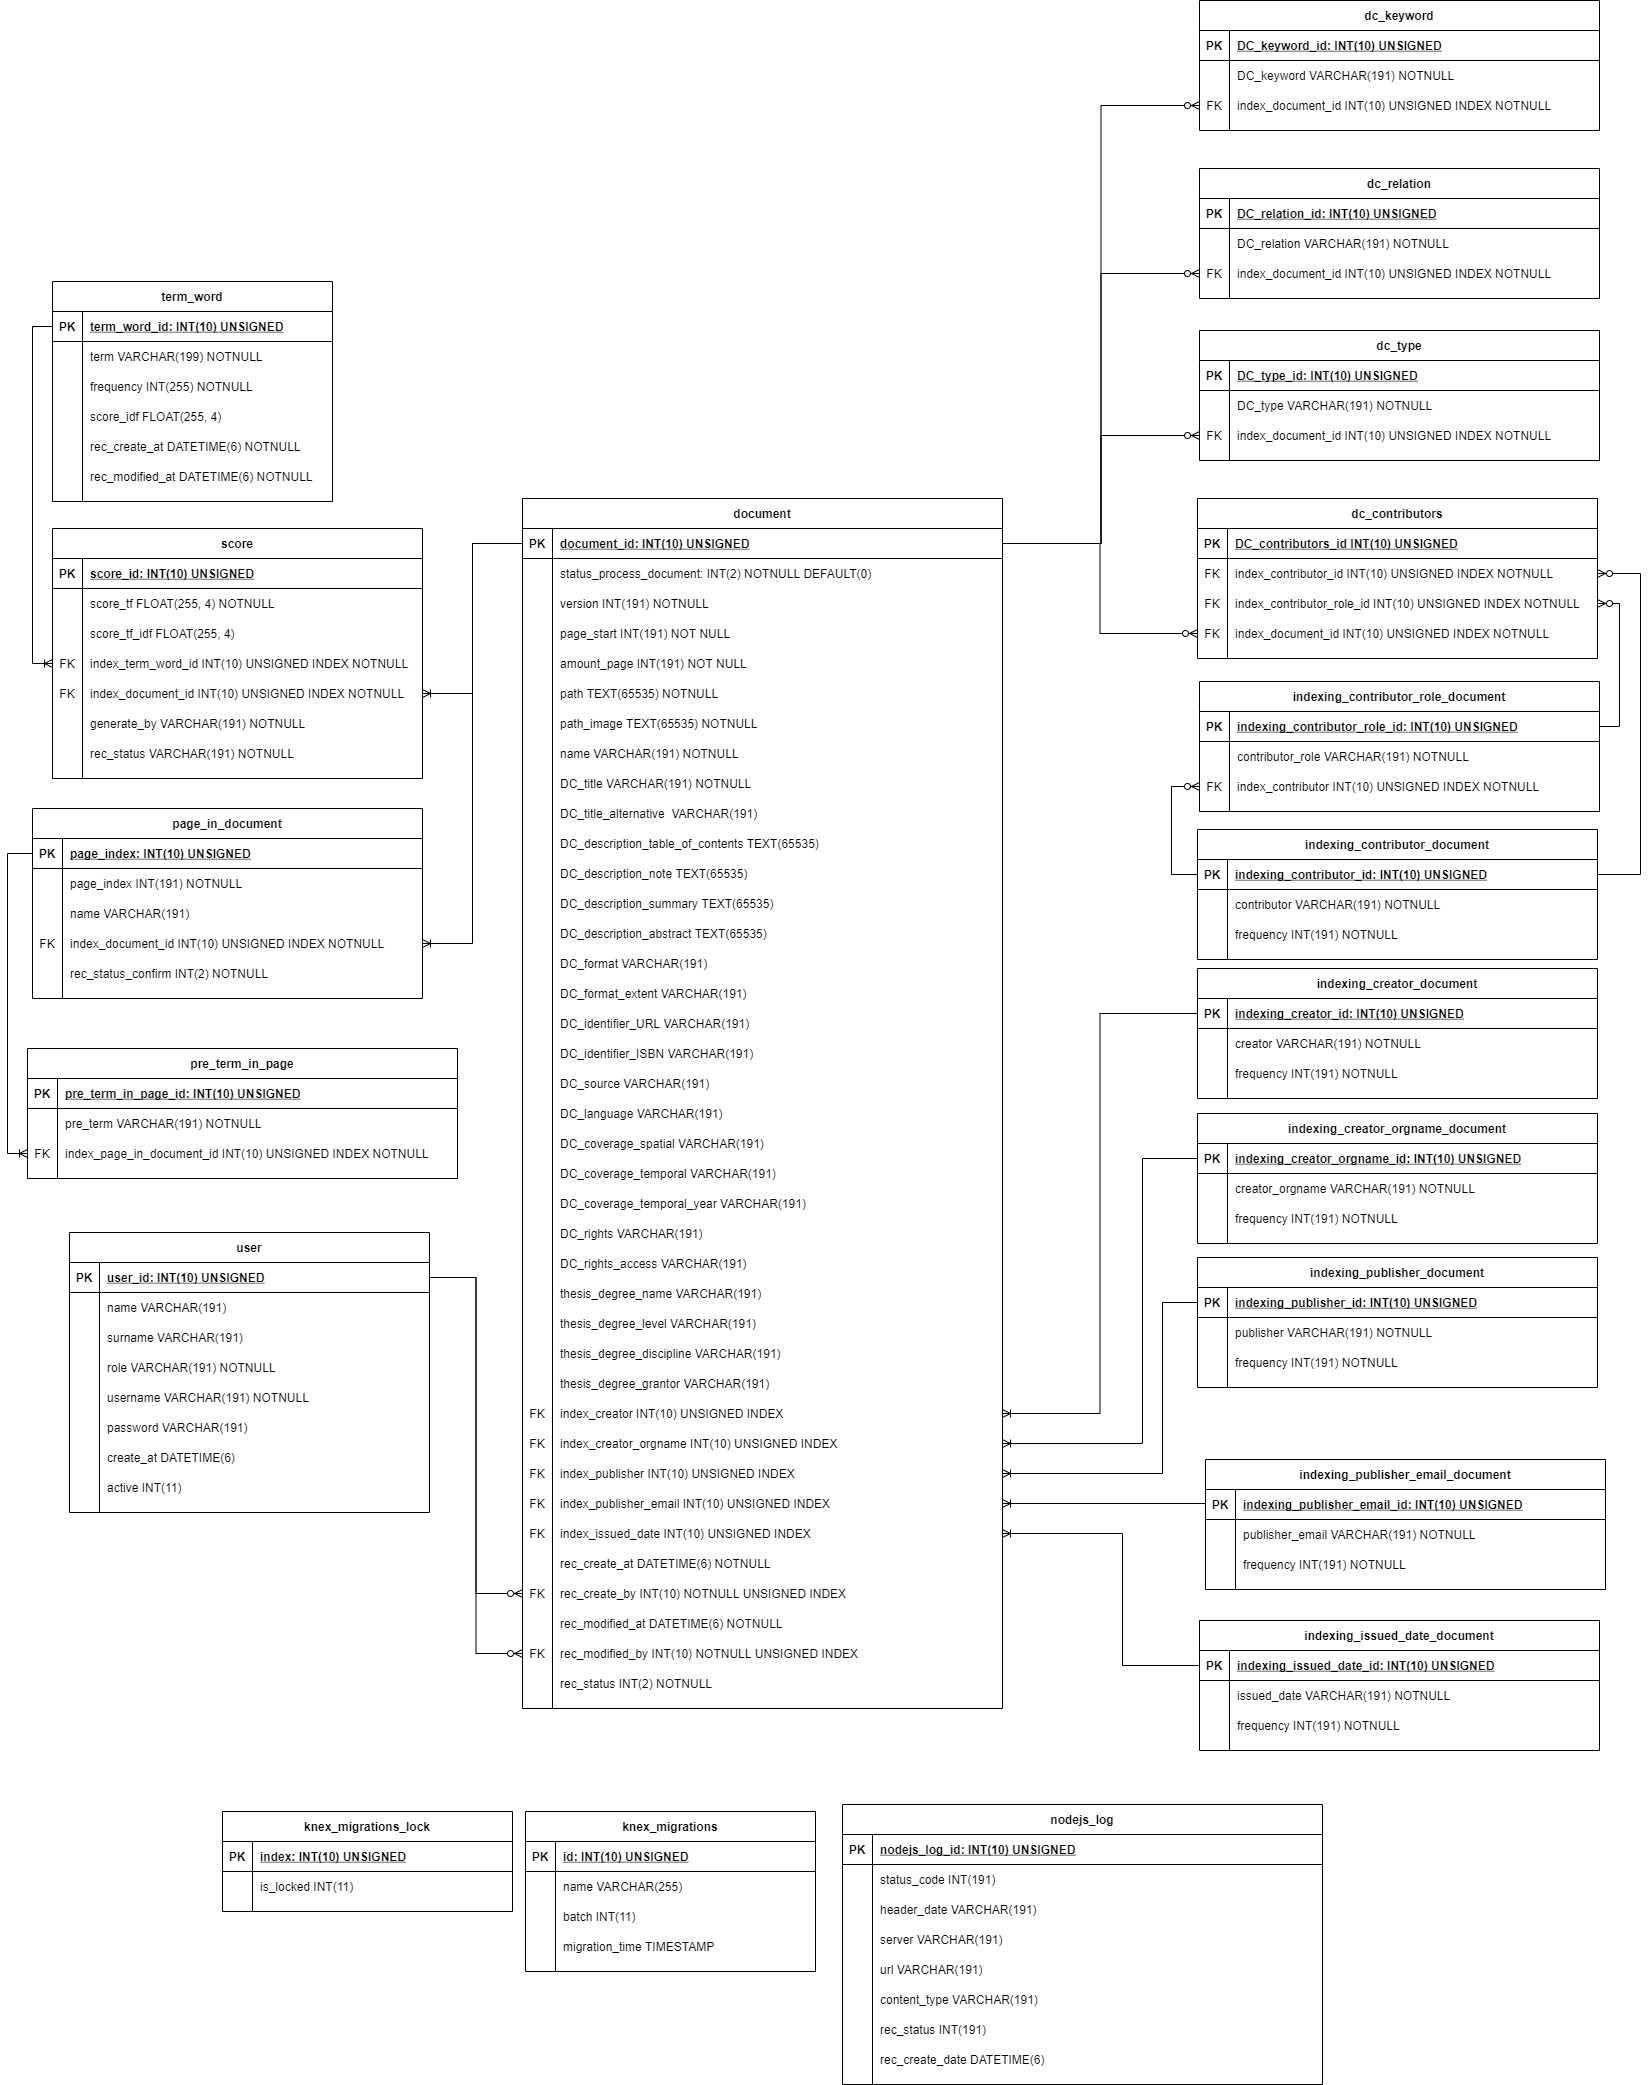 dc_keyword
PK DC_keyword_id: INT(10) UNSIGNED
DC_keyword VARCHAR(191) NOTNULL
FK index_document_id INT(10) UNSIGNED INDEX NOTNULL
dc_relation
PK DC_relation_id: INT(10) UNSIGNED
DC_relation VARCHAR(191) NOTNULL
FK index_document_id INT(10) UNSIGNED INDEX NOTNULL
dc_type
PK DC_type_id: INT(10) UNSIGNED
DC_type VARCHAR(191) NOTNULL
FK index_document_id INT(10) UNSIGNED INDEX NOTNULL
term_word
PK term_word_id: INT(10) UNSIGNED
term VARCHAR(199) NOTNULL
frequency INT(255) NOTNULL
score_idf FLOAT(255, 4)
rec_create_at DATETIME(6) NOTNULL
rec_modified_at DATETIME(6) NOTNULL
score
PK score_id: INT(10) UNSIGNED
score_tf FLOAT(255, 4) NOTNULL
score_tf_idf FLOAT(255, 4)
FK index_term_word_id INT(10) UNSIGNED INDEX NOTNULL
FK index_document_id INT(10) UNSIGNED INDEX NOTNULL
generate_by VARCHAR(191) NOTNULL
rec_status VARCHAR(191) NOTNULL
page_in_document
PK page_index: INT(10) UNSIGNED
page_index INT(191) NOTNULL
name VARCHAR(191)
FK index_document_id INT(10) UNSIGNED INDEX NOTNULL
rec_status_confirm INT(2) NOTNULL
pre_term_in_page
PK pre_term_in_page_id: INT(10) UNSIGNED
pre_term VARCHAR(191) NOTNULL
FK index_page_in_document_id INT(10) UNSIGNED INDEX NOTNULL
user
PK user_id: INT(10) UNSIGNED
name VARCHAR(191)
surname VARCHAR(191)
role VARCHAR(191) NOTNULL
username VARCHAR(191) NOTNULL
password VARCHAR(191)
create_at DATETIME(6)
active INT(11)
document
PK document_id: INT(10) UNSIGNED
status_process_document: INT(2) NOTNULL DEFAULT(0)
version INT(191) NOTNULL
page_start INT(191) NOT NULL
amount_page INT(191) NOT NULL
path TEXT(65535) NOTNULL
path_image TEXT(65535) NOTNULL
name VARCHAR(191) NOTNULL
DC_title VARCHAR(191) NOTNULL
DC_title_alternative VARCHAR(191)
DC_description_table_of_contents TEXT(65535)
DC_description_note TEXT(65535)
DC_description_summary TEXT(65535)
DC_description_abstract TEXT(65535)
DC_format VARCHAR(191)
DC_format_extent VARCHAR(191)
DC_identifier_URL VARCHAR(191)
DC_identifier_ISBN VARCHAR(191)
DC_source VARCHAR(191)
DC_language VARCHAR(191)
DC_coverage_spatial VARCHAR(191)
DC_coverage_temporal VARCHAR(191)
DC_coverage_temporal_year VARCHAR(191)
DC_rights VARCHAR(191)
DC_rights_access VARCHAR(191)
thesis_degree_name VARCHAR(191)
thesis_degree_level VARCHAR(191)
thesis_degree_discipline VARCHAR(191)
thesis_degree_grantor VARCHAR(191)
FK index_creator INT(10) UNSIGNED INDEX
FK index_creator_orgname INT(10) UNSIGNED INDEX
FK index_publisher INT(10) UNSIGNED INDEX
FK index_publisher_email INT(10) UNSIGNED INDEX
FK index_issued_date INT(10) UNSIGNED INDEX
rec_create_at DATETIME(6) NOTNULL
FK rec_create_by INT(10) NOTNULL UNSIGNED INDEX
rec_modified_at DATETIME(6) NOTNULL
FK rec_modified_by INT(10) NOTNULL UNSIGNED INDEX
rec_status INT(2) NOTNULL
dc_contributors
PK DC_contributors_id INT(10) UNSIGNED
FK index_contributor_id INT(10) UNSIGNED INDEX NOTNULL
FK index_contributor_role_id INT(10) UNSIGNED INDEX NOTNULL
FK index_document_id INT(10) UNSIGNED INDEX NOTNULL
indexing_contributor_role_document
PK indexing_contributor_role_id: INT(10) UNSIGNED
contributor_role VARCHAR(191) NOTNULL
FK index_contributor INT(10) UNSIGNED INDEX NOTNULL
indexing_contributor_document
PK indexing_contributor_id: INT(10) UNSIGNED
contributor VARCHAR(191) NOTNULL
frequency INT(191) NOTNULL
indexing_creator_document
PK indexing_creator_id: INT(10) UNSIGNED
creator VARCHAR(191) NOTNULL
frequency INT(191) NOTNULL
indexing_creator_orgname_document
PK indexing_creator_orgname_id: INT(10) UNSIGNED
creator_orgname VARCHAR(191) NOTNULL
frequency INT(191) NOTNULL
indexing_publisher_document
PK indexing_publisher_id: INT(10) UNSIGNED
publisher VARCHAR(191) NOTNULL
frequency INT(191) NOTNULL
indexing_publisher_email_document
PK indexing_publisher_email_id: INT(10) UNSIGNED
publisher_email VARCHAR(191) NOTNULL
frequency INT(191) NOTNULL
indexing_issued_date_document
PK indexing_issued_date_id: INT(10) UNSIGNED
issued_date VARCHAR(191) NOTNULL
frequency INT(191) NOTNULL
knex_migrations_lock
PK index: INT(10) UNSIGNED
is_locked INT(11)
knex_migrations
PK id: INT(10) UNSIGNED
name VARCHAR(255)
batch INT(11)
migration_time TIMESTAMP
nodejs_log
PK nodejs_log_id: INT(10) UNSIGNED
status_code INT(191)
header_date VARCHAR(191)
server VARCHAR(191)
url VARCHAR(191)
content_type VARCHAR(191)
rec_status INT(191)
rec_create_date DATETIME(6)